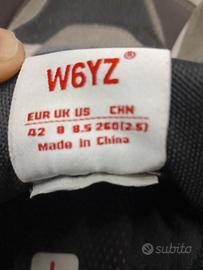 W6YZ®
EUR UK US CHN
42 8 8.5 260(2.5)
Made in China
subito